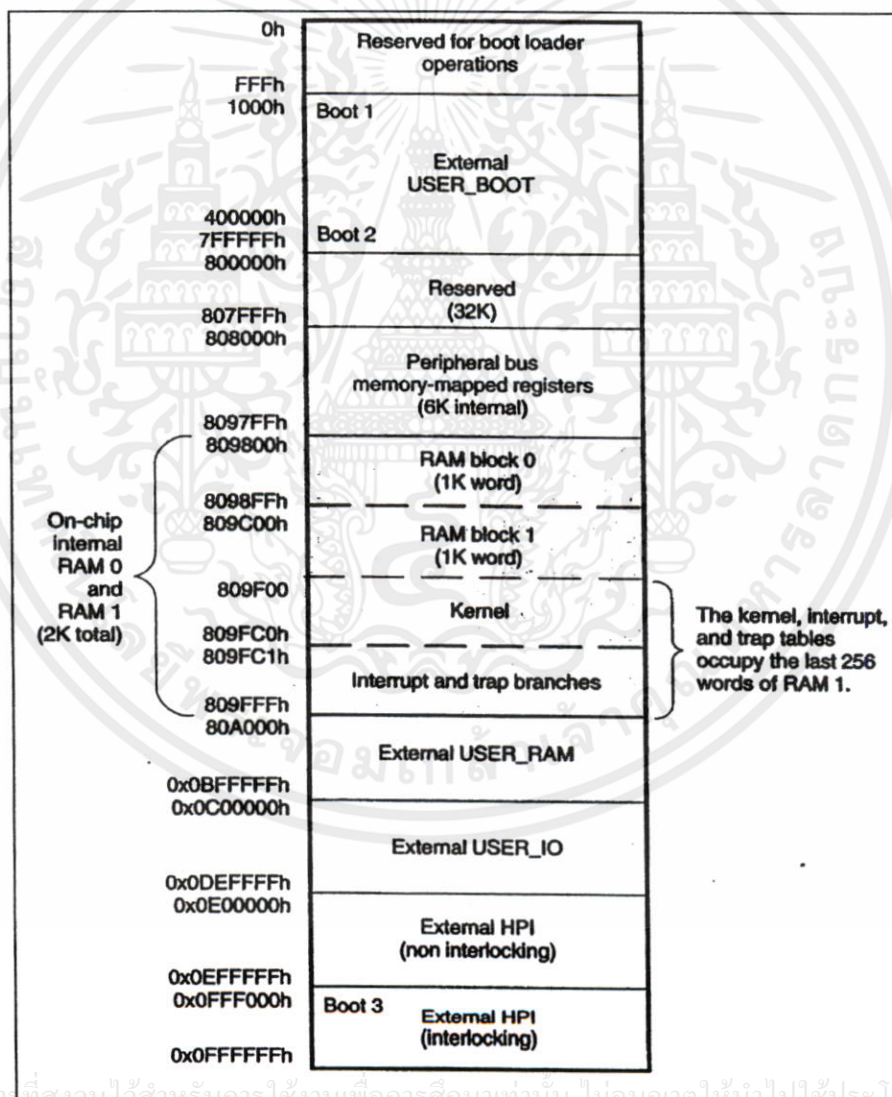 0h
Reserved for boot loader
operations
FFFh
1000h
Boot 1
External
USER_BOOT
400000h
7FFFFFh
Boot 2
800000h
Reserved
(32K)
807FFFh
808000h
Peripheral bus
memory-mapped registers
(6K internal)
8097FFh
809800h
RAM block 0
(1K word)
8098FFh
809C00h
On-chip
internal
RAM 0
and
RAM 1
(2K total)
RAM block 1
(1K word)
809F00
Kernel
809FC0h
809FC1h
Interrupt and trap branches
The kernel, interrupt,
and trap tables
occupy the last 256
words of RAM 1.
809FFFh
80A000h
External USER_RAM
0x0BFFFFFh
0x0C00000h
External USER_IO
0x0DEFFFFh
0x0E00000h
External HPI
(non interlocking)
0x0EFFFFFh
0x0FFF000h
Boot 3
External HPI
(interlocking)
0x0FFFFFFh